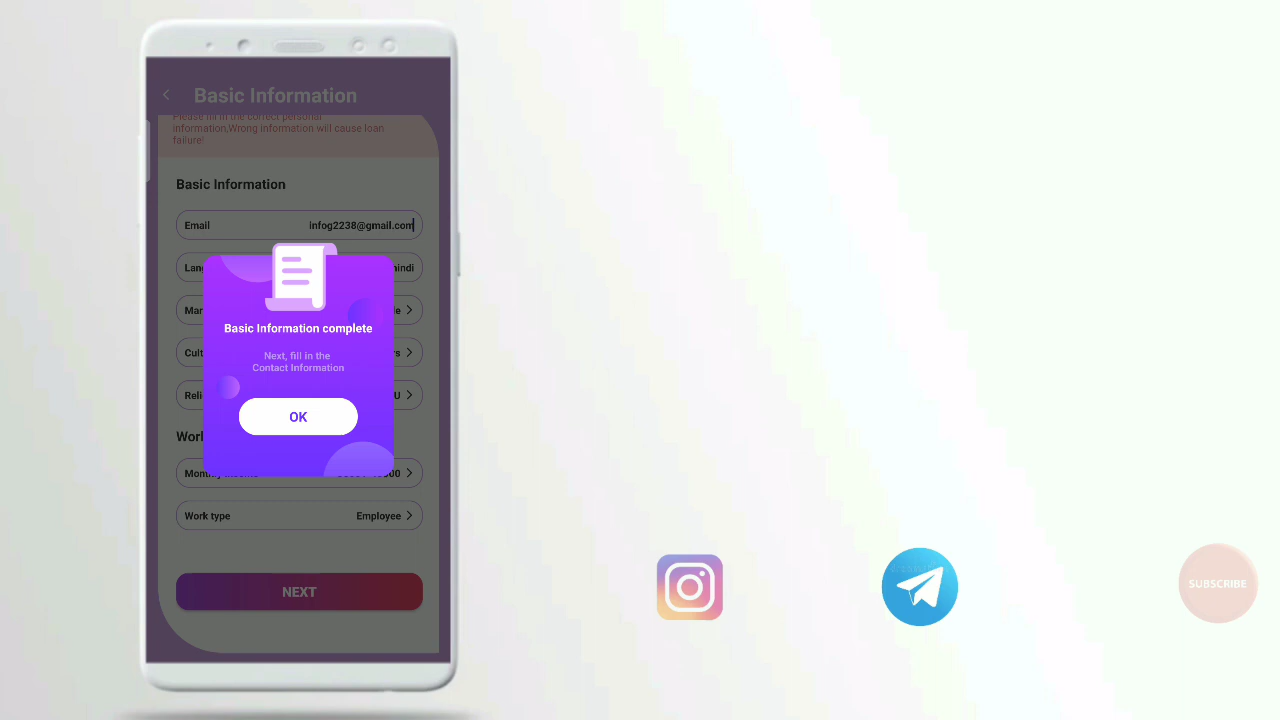 Basic Information
Please fill in the correct personal
information,Wrong information will cause loan
failure!
Basic Information
Email infog2238@gmail.com
hindi
Basic Information complete
Next, fill in the
Contact Information
OK
Work type Employee
NEXT
SUBSCRIBE